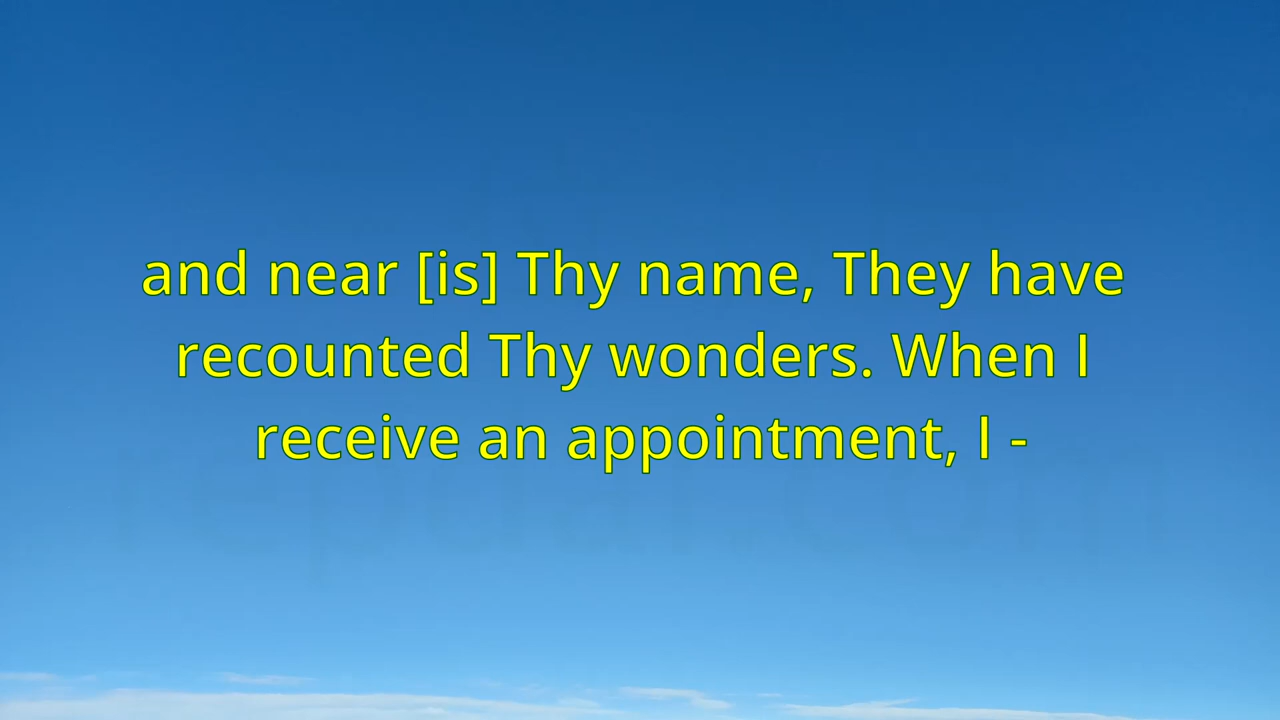 and near [is] Thy name, They have
recounted Thy wonders. When I
receive an appointment, I -